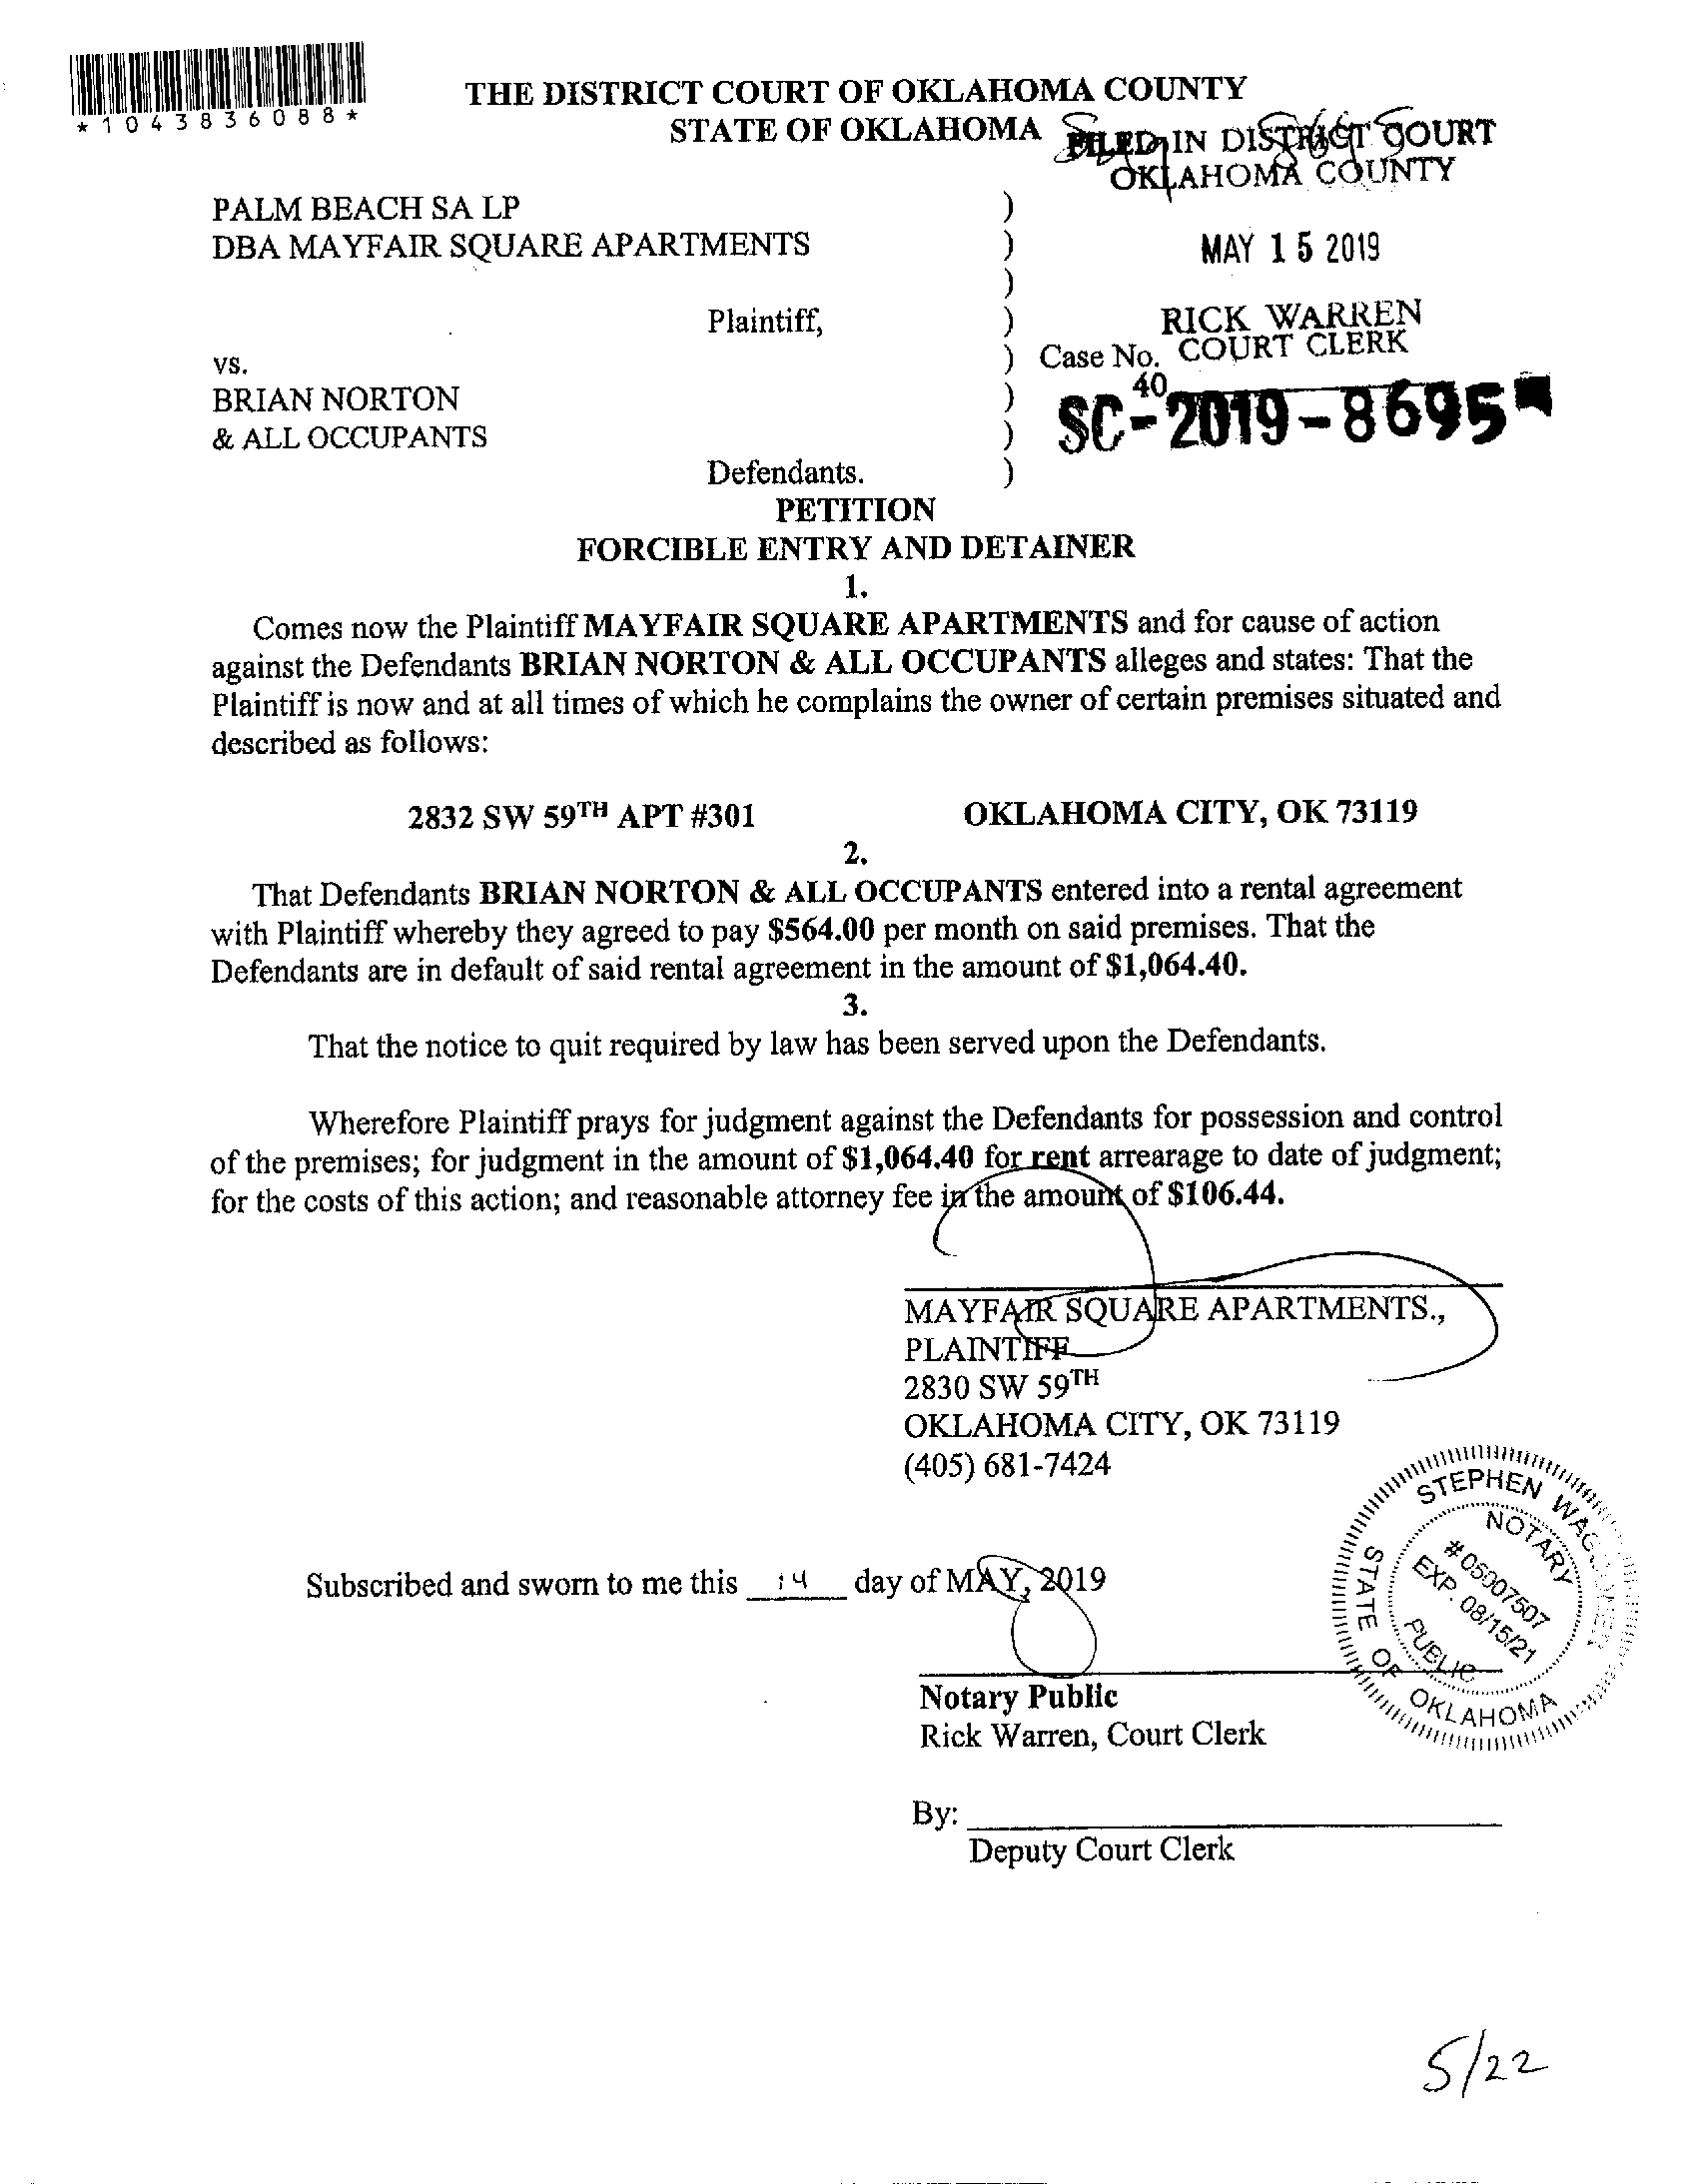 *1043836088*
THE DISTRICT COURT OF OKLAHOMA COUNTY
STATE OF OKLAHOMA
FILED IN DISTRICT COURT
OKLAHOMA COUNTY
PALM BEACH SA LP )
DBA MAYFAIR SQUARE APARTMENTS )
MAY 15 2019
)
Plaintiff, )
RICK WARREN
COURT CLERK
vs. ) Case No.
40
BRIAN NORTON )
SC-2019-8695
& ALL OCCUPANTS )
Defendants. )
PETITION
FORCIBLE ENTRY AND DETAINER
1.
Comes now the Plaintiff MAYFAIR SQUARE APARTMENTS and for cause of action
against the Defendants BRIAN NORTON & ALL OCCUPANTS alleges and states: That the
Plaintiff is now and at all times of which he complains the owner of certain premises situated and
described as follows:
2832 SW 59TH APT #301 OKLAHOMA CITY, OK 73119
2.
That Defendants BRIAN NORTON & ALL OCCUPANTS entered into a rental agreement
with Plaintiff whereby they agreed to pay $564.00 per month on said premises. That the
Defendants are in default of said rental agreement in the amount of $1,064.40.
3.
That the notice to quit required by law has been served upon the Defendants.
Wherefore Plaintiff prays for judgment against the Defendants for possession and control
of the premises; for judgment in the amount of $1,064.40 for rent arrearage to date of judgment;
for the costs of this action; and reasonable attorney fee in the amount of $106.44.
MAYFAIR SQUARE APARTMENTS.,
PLAINTIFF
2830 SW 59TH
OKLAHOMA CITY, OK 73119
(405) 681-7424
STEPHEN
NOTARY
#05007507
EXP. 08/15/21
PUBLIC
STATE OF OKLAHOMA
Subscribed and sworn to me this 14 day of MAY, 2019
Notary Public
Rick Warren, Court Clerk
By:
Deputy Court Clerk
5/22